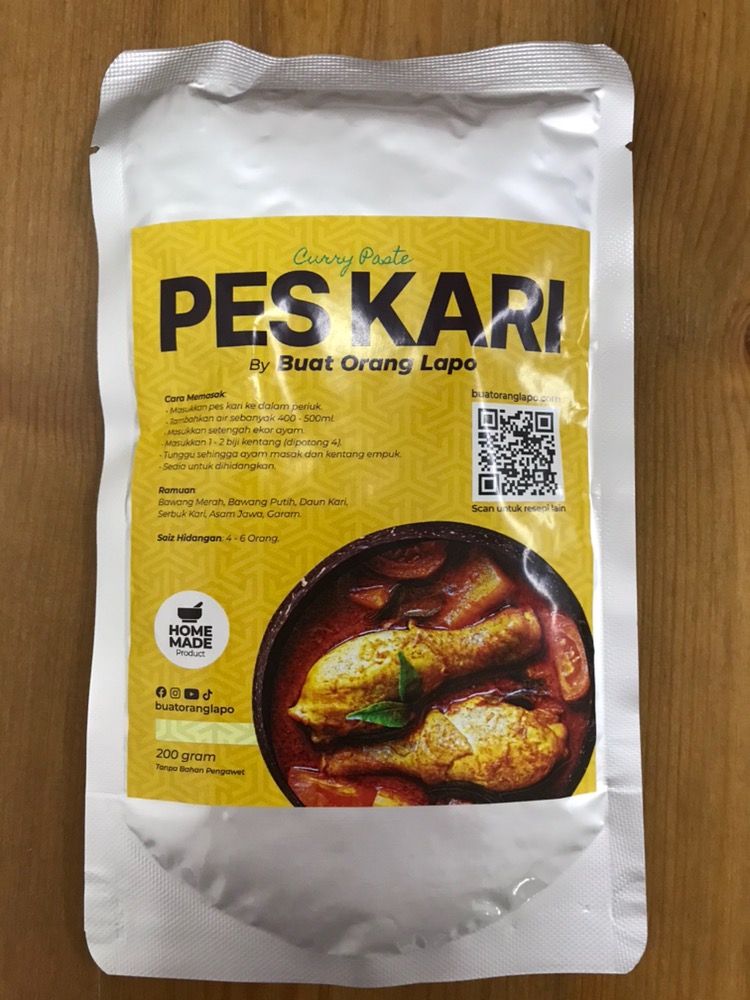 Curry Paste
PES KARI
By Buat Orang Lapo
Cara Memasak:
- Masukkan pes kari ke dalam periuk.
- Tambahkan air sebanyak 400 - 500ml.
- Masukkan setengah ekor ayam.
- Masukkan 1 - 2 biji kentang (dipotong 4).
- Tunggu sehingga ayam masak dan kentang empuk.
- Sedia untuk dihidangkan.
buatoranglapo.com
Scan untuk resepi lain
Ramuan:
Bawang Merah, Bawang Putih, Daun Kari,
Serbuk Kari, Asam Jawa, Garam.
Saiz Hidangan: 4 - 6 Orang.
HOME
MADE
Product
buatoranglapo
200 gram
Tanpa Bahan Pengawet